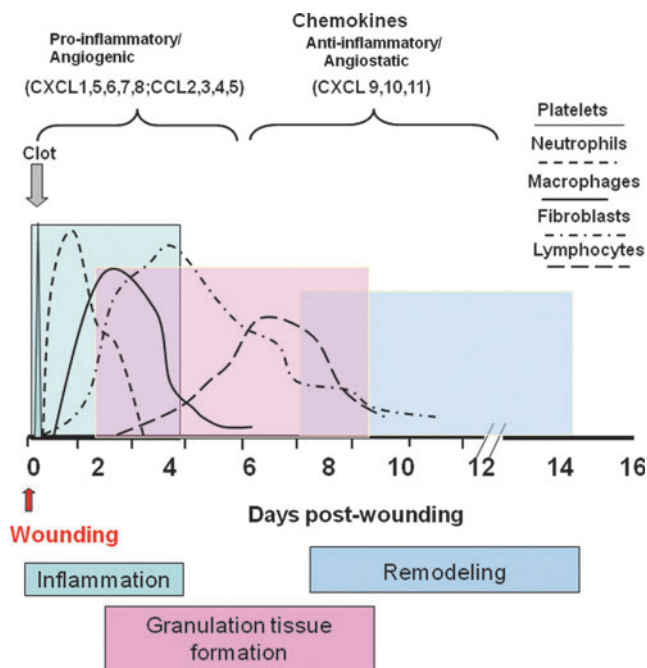 Chemokines
Pro-inflammatory/
Angiogenic
(CXCL1,5,6,7,8;CCL2,3,4,5)
Anti-inflammatory/
Angiostatic
(CXCL 9,10,11)
Platelets
Neutrophils
Macrophages
Fibroblasts
Lymphocytes
Clot
0 2 4 6 8 10 12 14 16
Wounding
Days post-wounding
Inflammation
Remodeling
Granulation tissue
formation